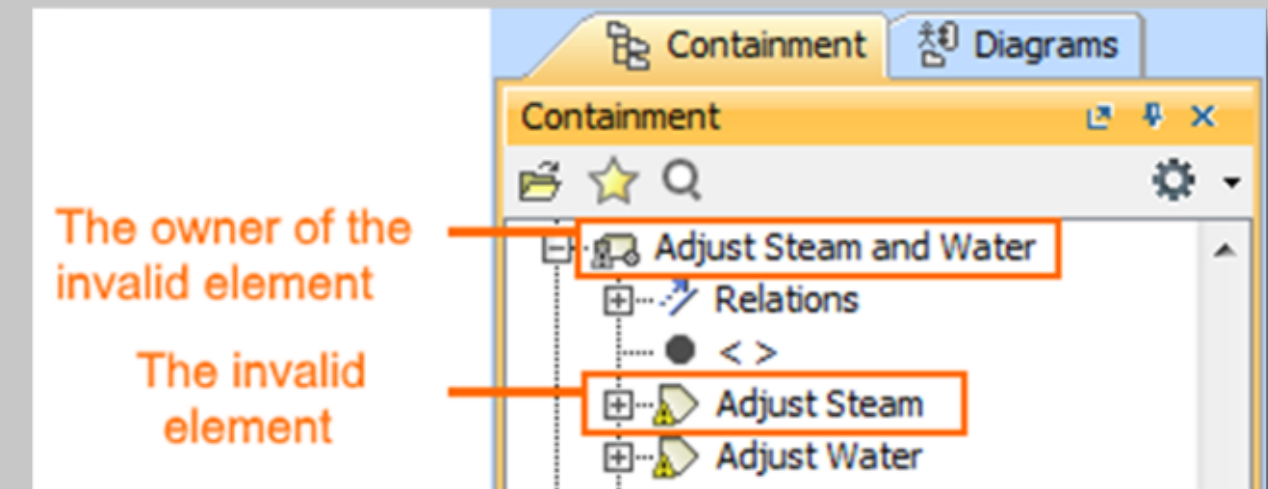 Containment
Diagrams
Containment
The owner of the
invalid element
Adjust Steam and Water
Relations
< >
The invalid
element
Adjust Steam
Adjust Water